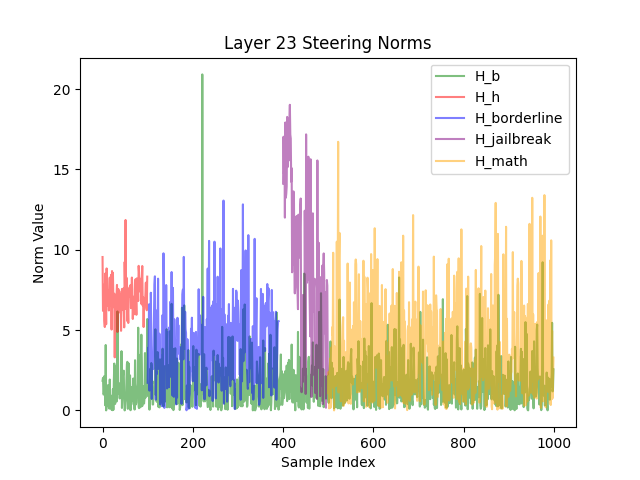 Layer 23 Steering Norms
H_b
H_h
H_borderline
H_jailbreak
H_math
Norm Value
20
15
10
5
0
0
200
400
600
800
1000
Sample Index